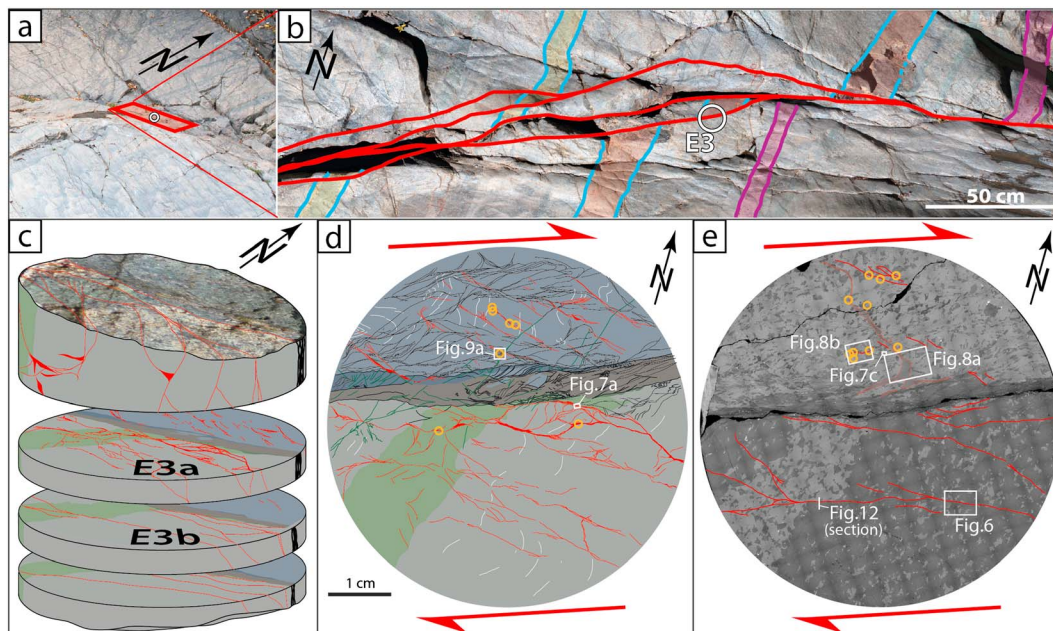 a
N
b
N
E3
50 cm
c
N
E3a
E3b
d
N
Fig.9a
Fig.7a
1 cm
e
N
Fig.8b
Fig.7c
Fig.8a
Fig.12
(section)
Fig.6